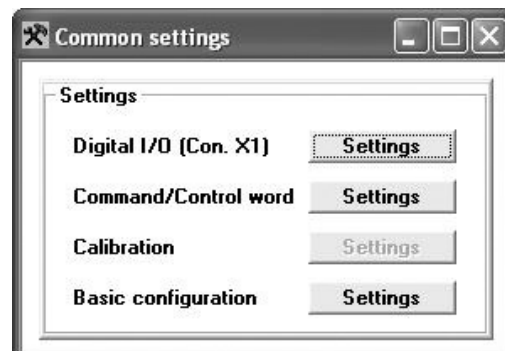 Common settings
Settings
Digital I/O (Con. X1) Settings
Command/Control word Settings
Calibration Settings
Basic configuration Settings